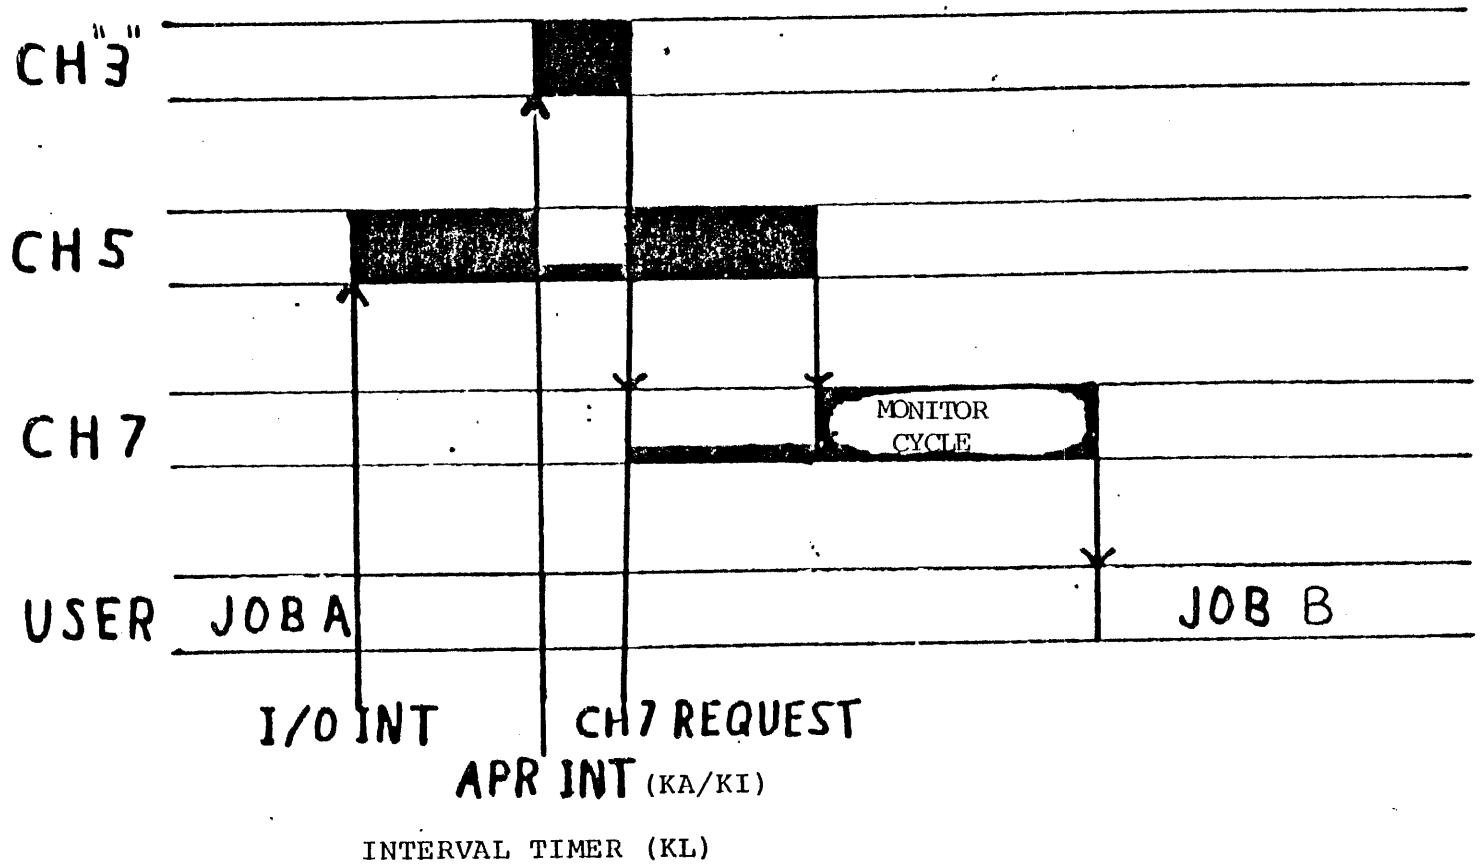 CH "3"
CH 5
CH 7
MONITOR
CYCLE
USER JOB A JOB B
I/O INT CH7 REQUEST
APR INT (KA/KI)
INTERVAL TIMER (KL)